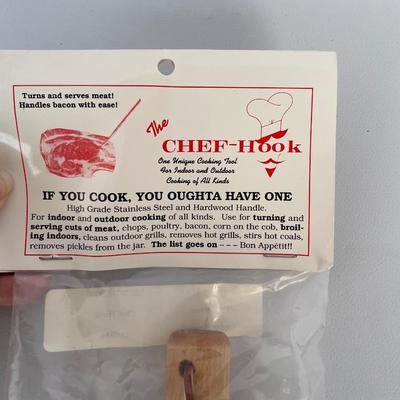 Turns and serves meat!
Handles bacon with ease!
The
CHEF-Hook
One Unique Cooking Tool
For Indoor and Outdoor
Cooking of All Kinds
IF YOU COOK, YOU OUGHTA HAVE ONE
High Grade Stainless Steel and Hardwood Handle.
For indoor and outdoor cooking of all kinds. Use for turning and
serving cuts of meat, chops, poultry, bacon, corn on the cob, broil-
ing indoors, cleans outdoor grills, removes hot grills, stirs hot coals,
removes pickles from the jar. The list goes on - - - Bon Appétit!!